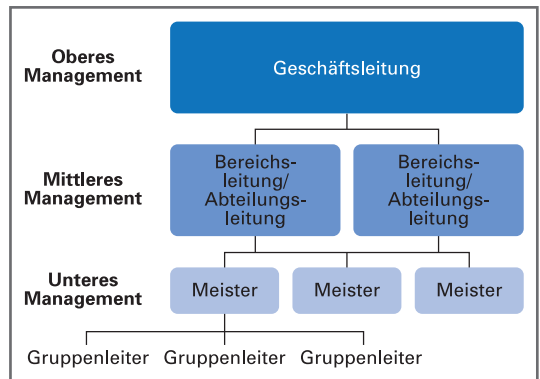 Oberes
Management
Geschäftsleitung
Mittleres
Management
Bereichs-
leitung/
Abteilungs-
leitung
Bereichs-
leitung/
Abteilungs-
leitung
Unteres
Management
Meister
Meister
Meister
Gruppenleiter
Gruppenleiter
Gruppenleiter